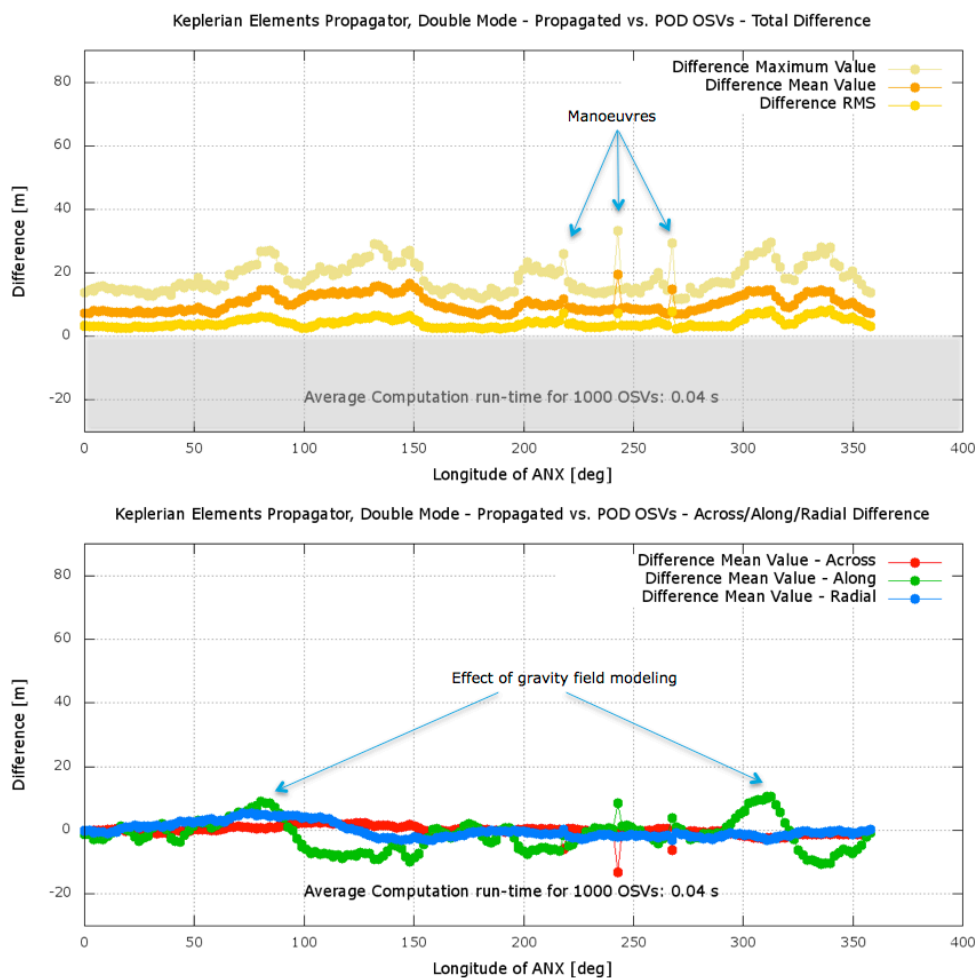 Keplerian Elements Propagator, Double Mode - Propagated vs. POD OSVs - Total Difference
80
60
40
20
0
-20
Difference [m]
Difference Maximum Value
Difference Mean Value
Difference RMS
Manoeuvres
Average Computation run-time for 1000 OSVs: 0.04 s
0 50 100 150 200 250 300 350 400
Longitude of ANX [deg]
Keplerian Elements Propagator, Double Mode - Propagated vs. POD OSVs - Across/Along/Radial Difference
80
60
40
20
0
-20
Difference [m]
Difference Mean Value - Across
Difference Mean Value - Along
Difference Mean Value - Radial
Effect of gravity field modeling
Average Computation run-time for 1000 OSVs: 0.04 s
0 50 100 150 200 250 300 350 400
Longitude of ANX [deg]